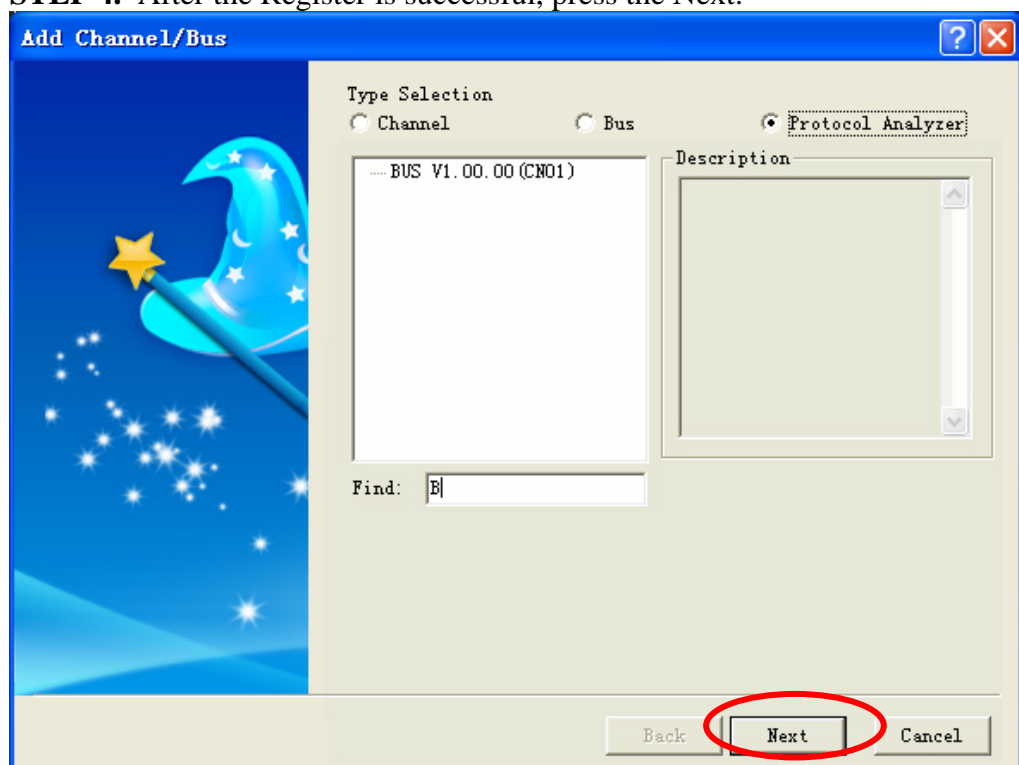 STEP 4. After the Register is successful, press the Next.
Add Channel/Bus
Type Selection
Channel Bus Protocol Analyzer
BUS V1.00.00(CN01)
Description
Find: B
Back Next Cancel